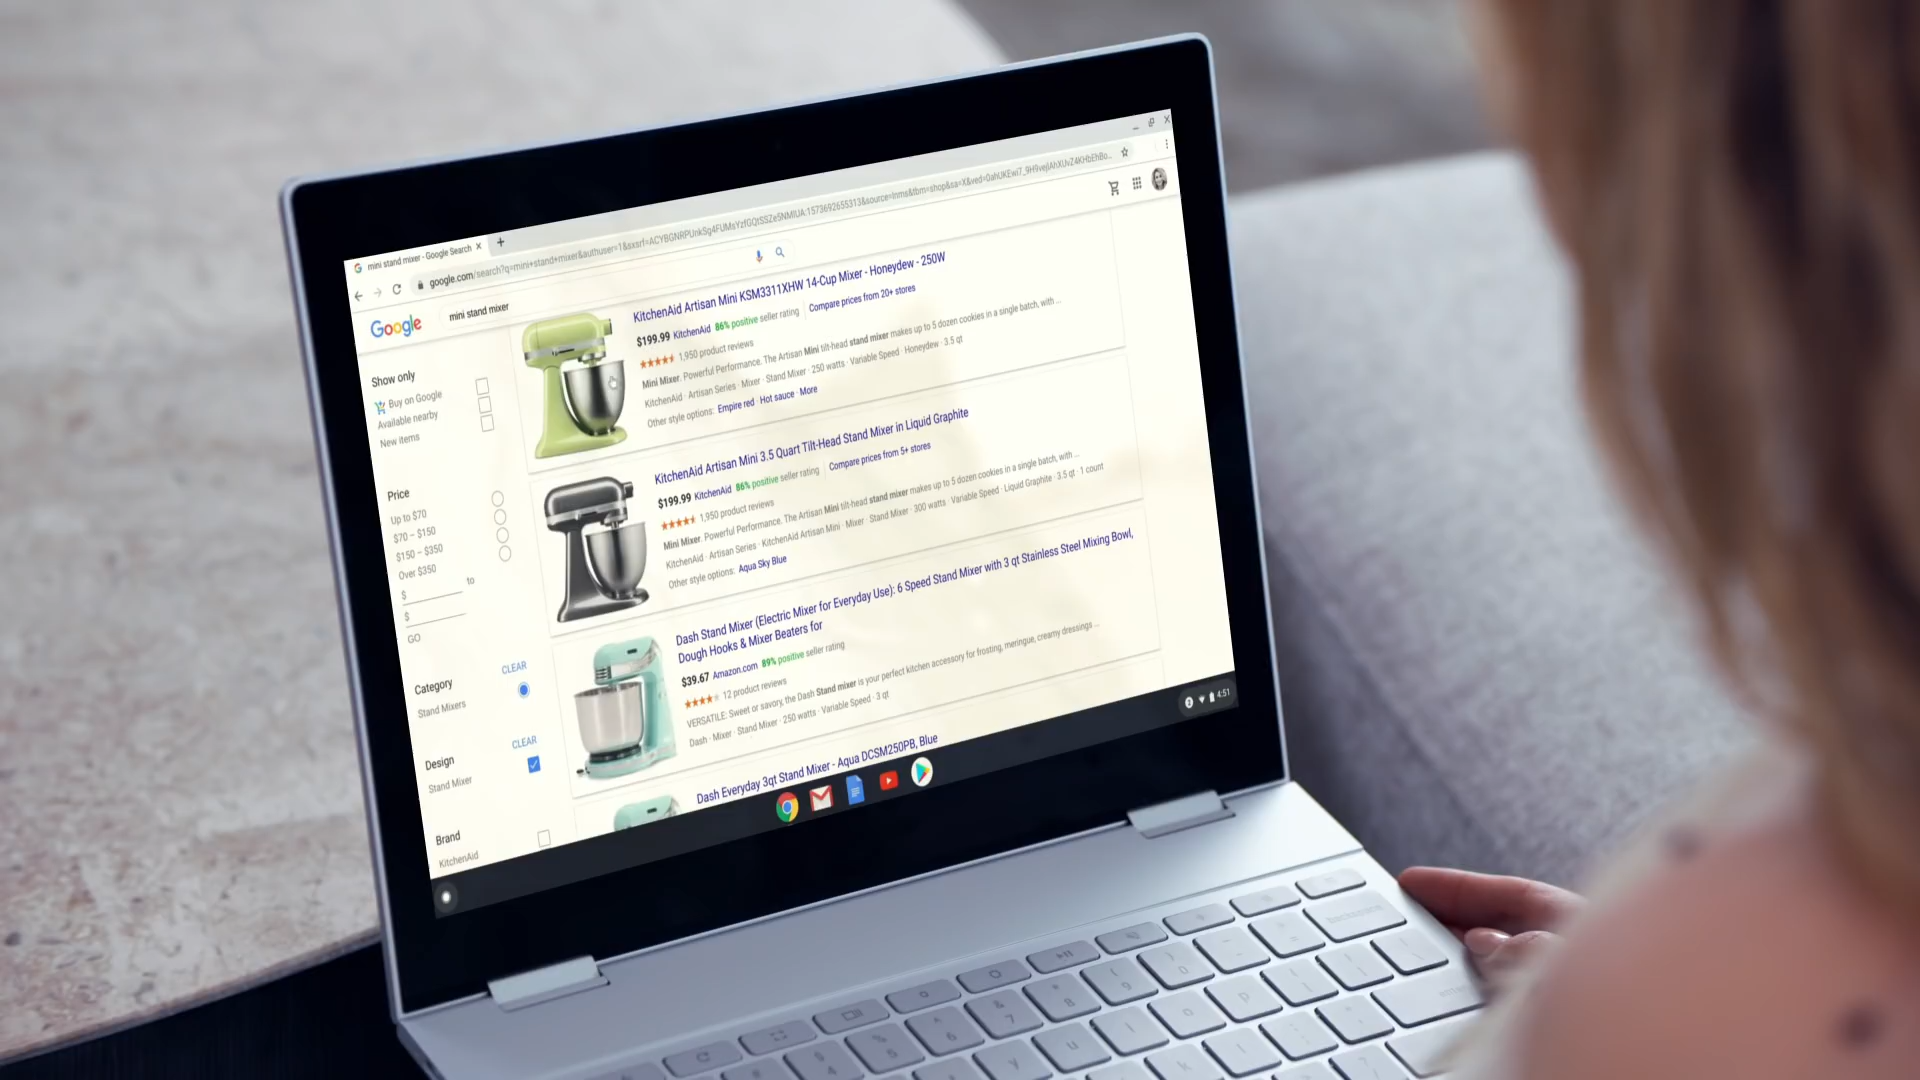 mini stand mixer - Google Search
google.com/search?q=mini+stand+mixer&authuser=1&sxsrf=
Google
mini stand mixer
Show only
Buy on Google
Available nearby
New items
Price
Up to $70
$70 – $150
$150 – $350
Over $350
$
to
$
GO
Category
CLEAR
Stand Mixers
Design
CLEAR
Stand Mixer
Brand
KitchenAid
KitchenAid Artisan Mini KSM3311XHW 14-Cup Mixer - Honeydew - 250W
$199.99 KitchenAid 86% positive seller rating Compare prices from 20+ stores
1,950 product reviews
Mini Mixer. Powerful Performance. The Artisan Mini tilt-head stand mixer makes up to 5 dozen cookies in a single batch, with ...
KitchenAid · Artisan Series · Mixer · Stand Mixer · 250 watts · Variable Speed · Honeydew · 3.5 qt
Other style options: Empire red · Hot sauce · More
KitchenAid Artisan Mini 3.5 Quart Tilt-Head Stand Mixer in Liquid Graphite
$199.99 KitchenAid 86% positive seller rating Compare prices from 5+ stores
1,950 product reviews
Mini Mixer. Powerful Performance. The Artisan Mini tilt-head stand mixer makes up to 5 dozen cookies in a single batch, with ...
KitchenAid · Artisan Series · KitchenAid Artisan Mini · Mixer · Stand Mixer · 300 watts · Variable Speed · Liquid Graphite · 3.5 qt · 1 count
Other style options: Aqua Sky Blue
Dash Stand Mixer (Electric Mixer for Everyday Use): 6 Speed Stand Mixer with 3 qt Stainless Steel Mixing Bowl,
Dough Hooks & Mixer Beaters for
$39.67 Amazon.com 89% positive seller rating
12 product reviews
VERSATILE: Sweet or savory, the Dash Stand mixer is your perfect kitchen accessory for frosting, meringue, creamy dressings ...
Dash · Mixer · Stand Mixer · 250 watts · Variable Speed · 3 qt
Dash Everyday 3qt Stand Mixer - Aqua DCSM250PB, Blue
4:51